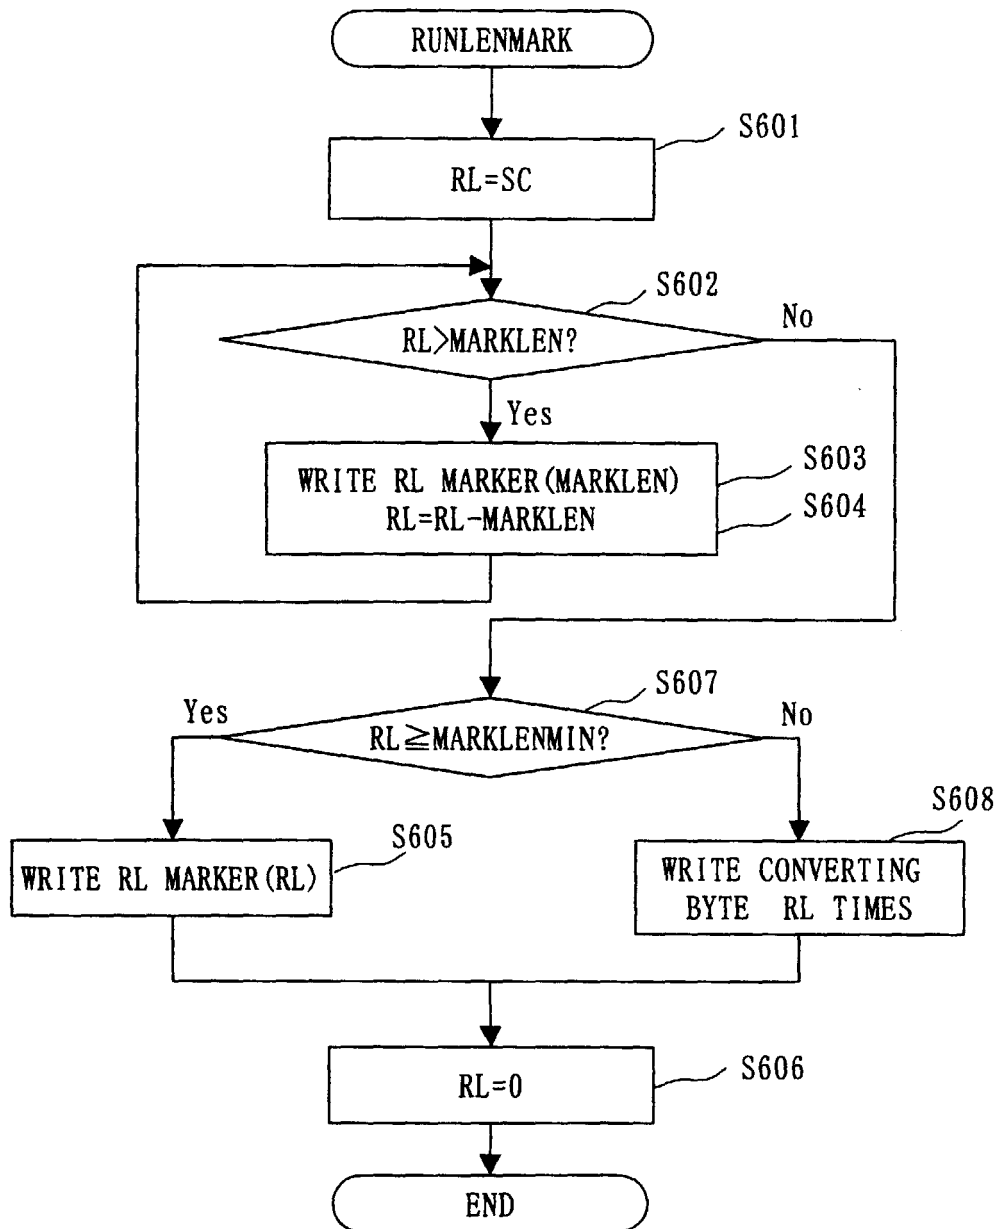 RUNLENMARK
S601
RL=SC
S602
No
RL>MARKLEN?
Yes
S603
WRITE RL MARKER(MARKLEN)
S604
RL=RL-MARKLEN
S607
Yes
No
RL≧MARKLENMIN?
S608
S605
WRITE RL MARKER(RL)
WRITE CONVERTING
BYTE RL TIMES
S606
RL=0
END